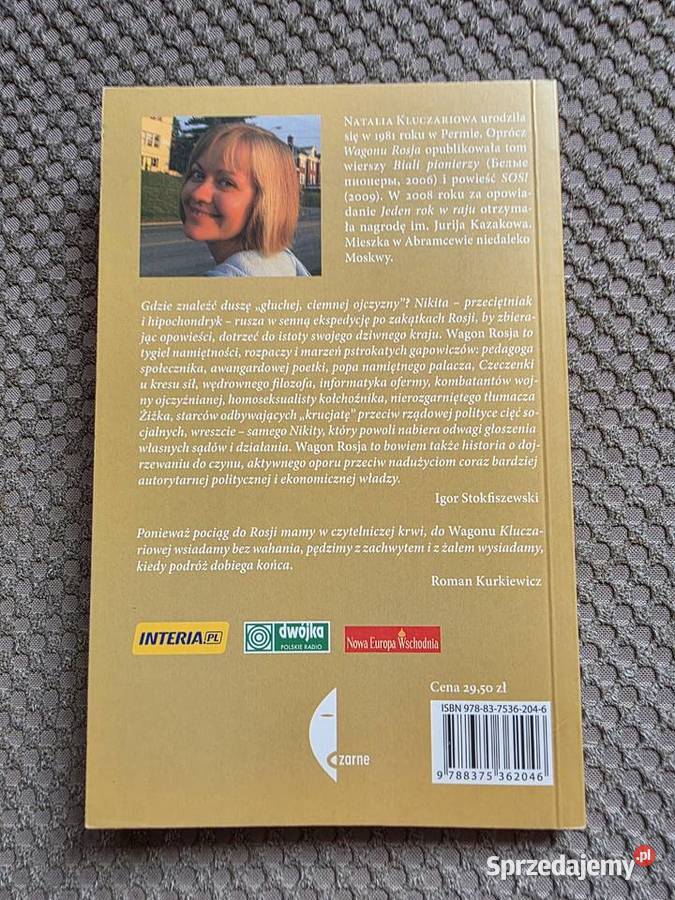 Natalia Kluczariowa urodziła
się w 1981 roku w Permie. Oprócz
Wagonu Rosja opublikowała tom
wierszy Biali pionierzy (Белые
пионеры, 2006) i powieść SOS!
(2009). W 2008 roku za opowia-
danie Jeden rok w raju otrzyma-
ła nagrodę im. Jurija Kazakowa.
Mieszka w Abramcewie niedaleko
Moskwy.
Gdzie znaleźć duszę „głuchej, ciemnej ojczyzny”? Nikita – przeciętniak
i hipochondryk – rusza w senną ekspedycję po zakątkach Rosji, by zbiera-
jąc opowieści, dotrzeć do istoty swojego dziwnego kraju. Wagon Rosja to
tygiel namiętności, rozpaczy i marzeń pstrokatych gapowiczów: pedagoga
społecznika, awangardowej poetki, popa namiętnego palacza, Czeczenki
u kresu sił, wędrownego filozofa, informatyka ofermy, kombatantów woj-
ny ojczyźnianej, homoseksualisty kołchoźnika, nierozgarniętego tłumacza
Žižka, starców odbywających „krucjatę” przeciw rządowej polityce cięć so-
cjalnych, wreszcie – samego Nikity, który powoli nabiera odwagi głoszenia
własnych sądów i działania. Wagon Rosja to bowiem także historia o doj-
rzewaniu do czynu, aktywnego oporu przeciw nadużyciom coraz bardziej
autorytarnej politycznej i ekonomicznej władzy.
Igor Stokfiszewski
Ponieważ pociąg do Rosji mamy w czytelniczej krwi, do Wagonu Klucza-
riowej wsiadamy bez wahania, pędzimy z zachwytem i z żalem wysiadamy,
kiedy podróż dobiega końca.
Roman Kurkiewicz
INTERIA.PL
dwójka
POLSKIE RADIO
Nowa Europa Wschodnia
Cena 29,50 zł
ISBN 978-83-7536-204-6
9 788375 362046
czarne
Sprzedajemy.pl